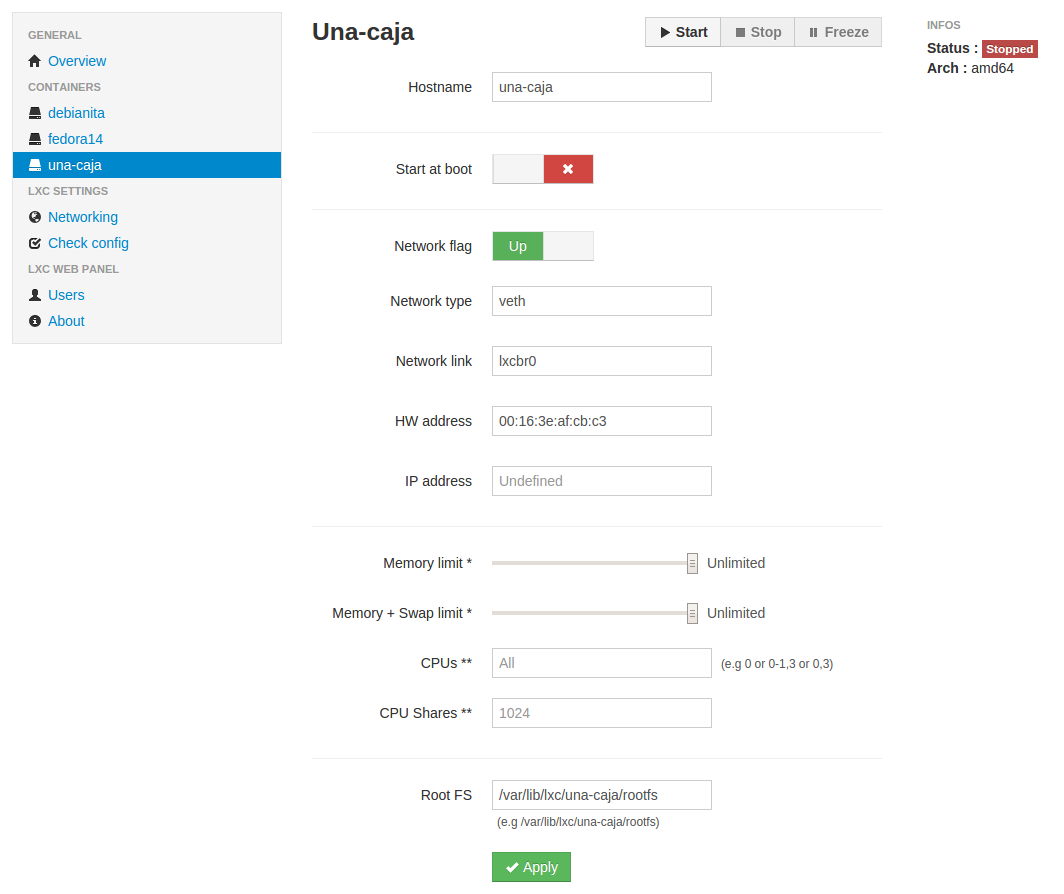 GENERAL
Overview
CONTAINERS
debianita
fedora14
una-caja
LXC SETTINGS
Networking
Check config
LXC WEB PANEL
Users
About
Una-caja
Start Stop Freeze
Hostname una-caja
Start at boot
Network flag Up
Network type veth
Network link lxcbr0
HW address 00:16:3e:af:cb:c3
IP address Undefined
Memory limit * Unlimited
Memory + Swap limit * Unlimited
CPUs ** All (e.g 0 or 0-1,3 or 0,3)
CPU Shares ** 1024
Root FS /var/lib/lxc/una-caja/rootfs
(e.g /var/lib/lxc/una-caja/rootfs)
Apply
INFOS
Status : Stopped
Arch : amd64